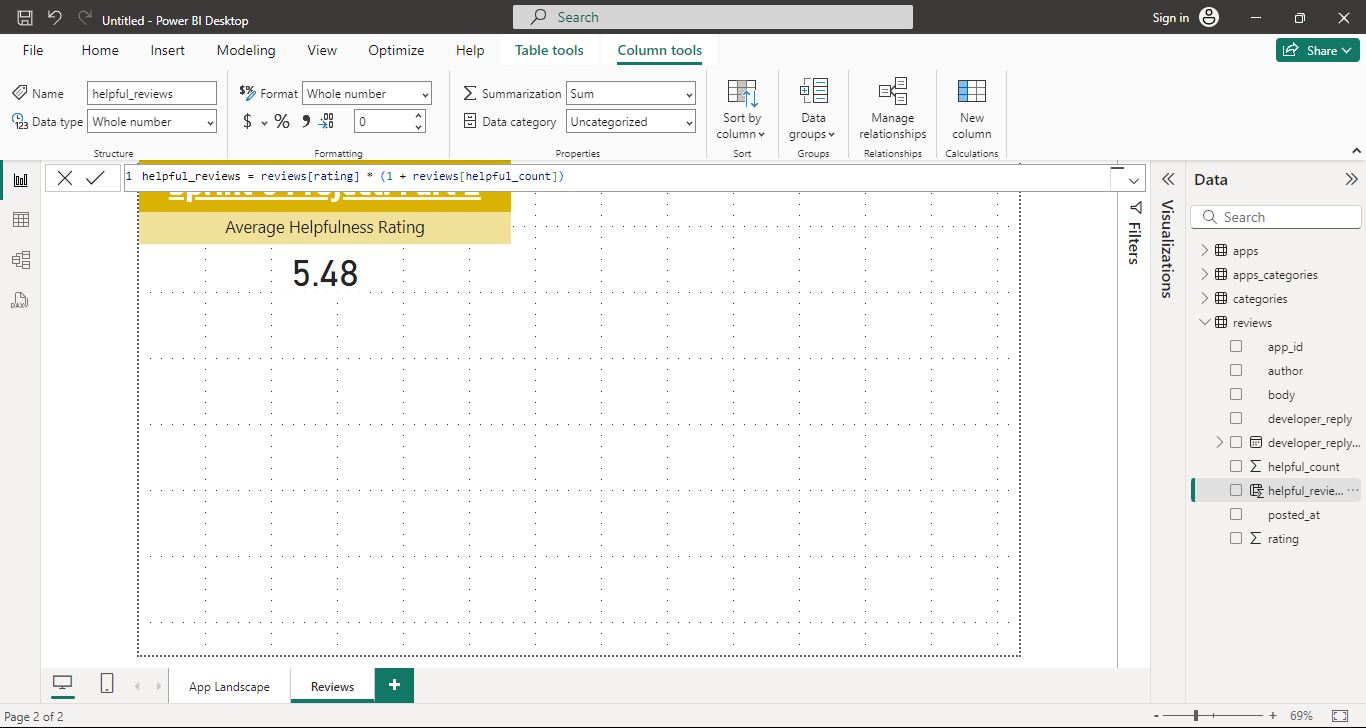 Untitled - Power BI Desktop
Search
Sign in
File Home Insert Modeling View Optimize Help Table tools Column tools
Share
Name helpful_reviews
Format Whole number
Summarization Sum
Data type Whole number
$ % 0
Data category Uncategorized
Sort by column
Data groups
Manage relationships
New column
Structure Formatting Properties Sort Groups Relationships Calculations
1 helpful_reviews = reviews[rating] * (1 + reviews[helpful_count])
Average Helpfulness Rating
5.48
Filters
Visualizations
Data
Search
apps
apps_categories
categories
reviews
app_id
author
body
developer_reply
developer_reply...
helpful_count
helpful_revie... ...
posted_at
rating
App Landscape Reviews +
Page 2 of 2
- + 69%